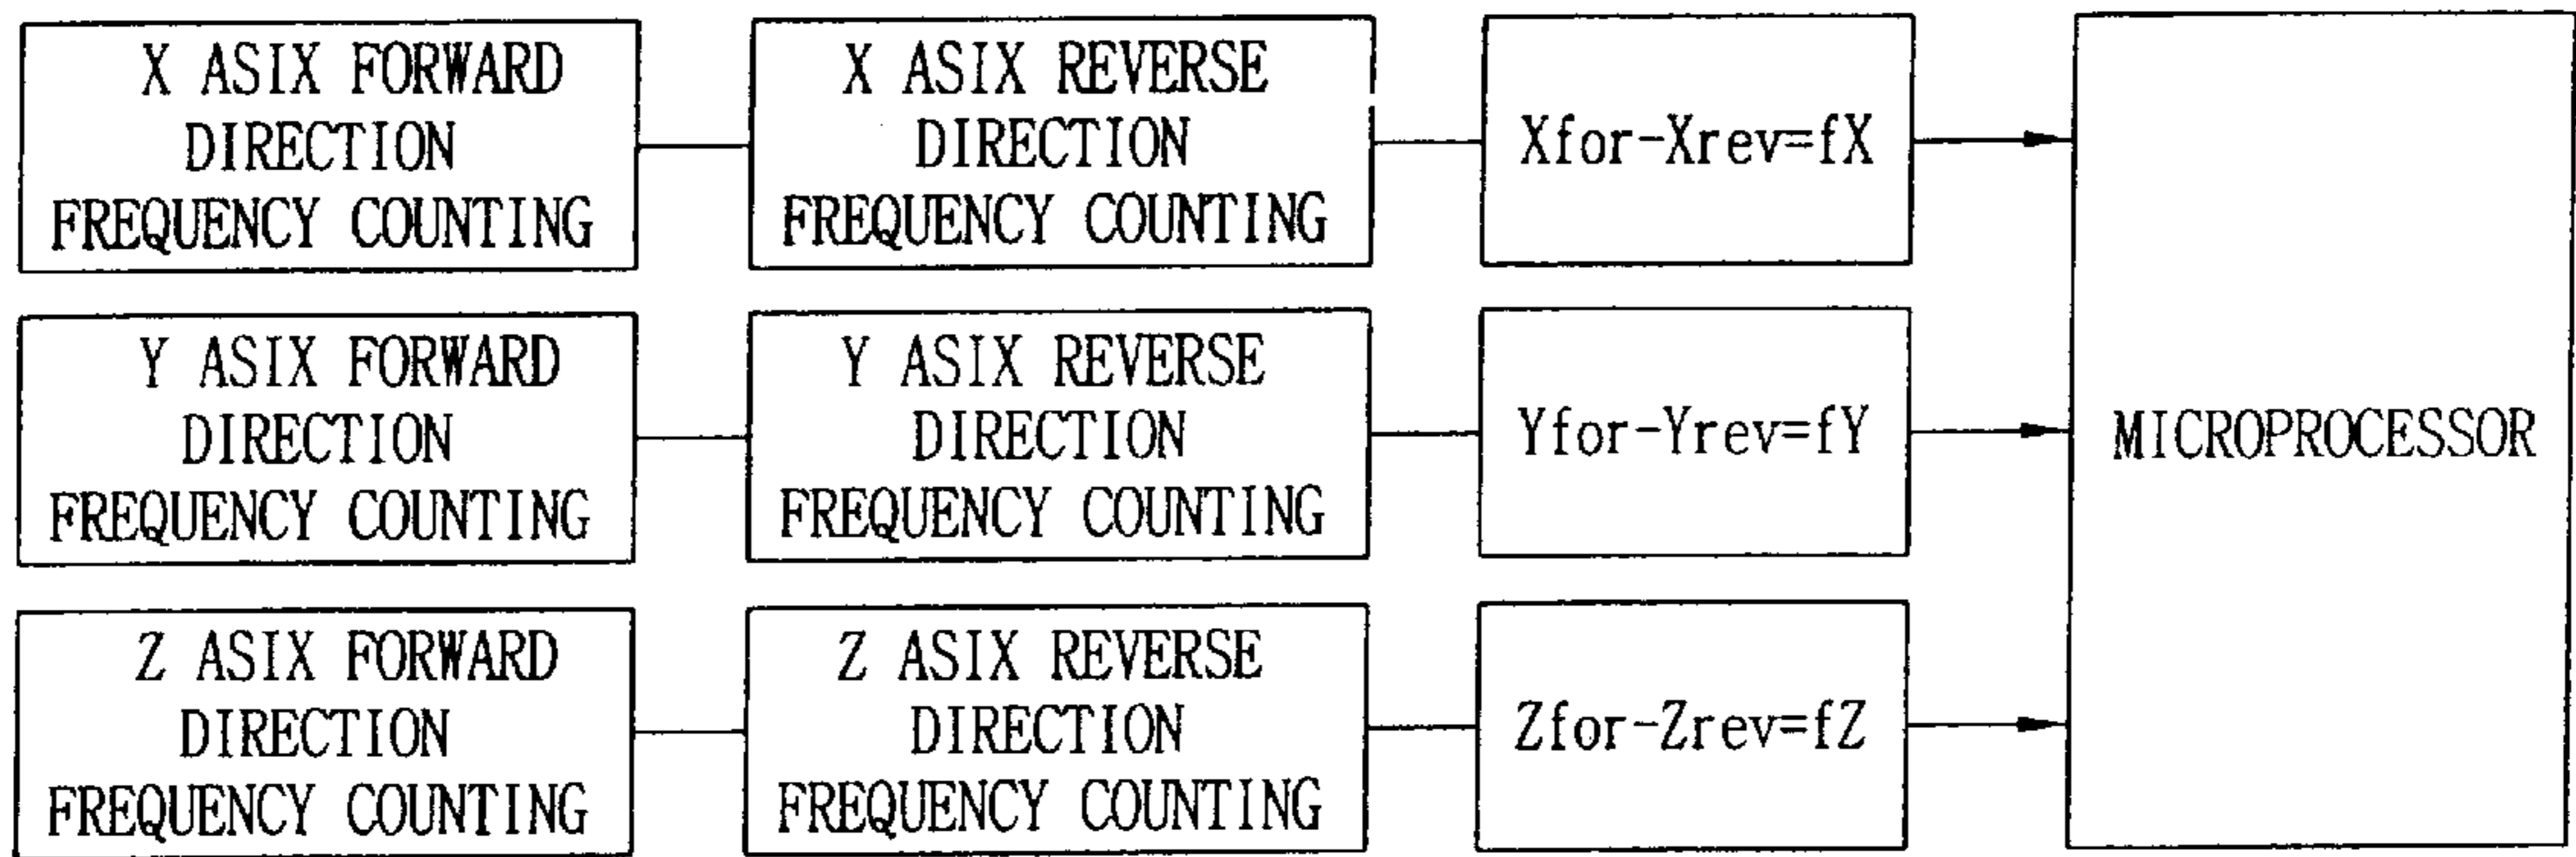 X ASIX FORWARD
DIRECTION
FREQUENCY COUNTING
X ASIX REVERSE
DIRECTION
FREQUENCY COUNTING
Xfor-Xrev=fX
Y ASIX FORWARD
DIRECTION
FREQUENCY COUNTING
Y ASIX REVERSE
DIRECTION
FREQUENCY COUNTING
Yfor-Yrev=fY
Z ASIX FORWARD
DIRECTION
FREQUENCY COUNTING
Z ASIX REVERSE
DIRECTION
FREQUENCY COUNTING
Zfor-Zrev=fZ
MICROPROCESSOR